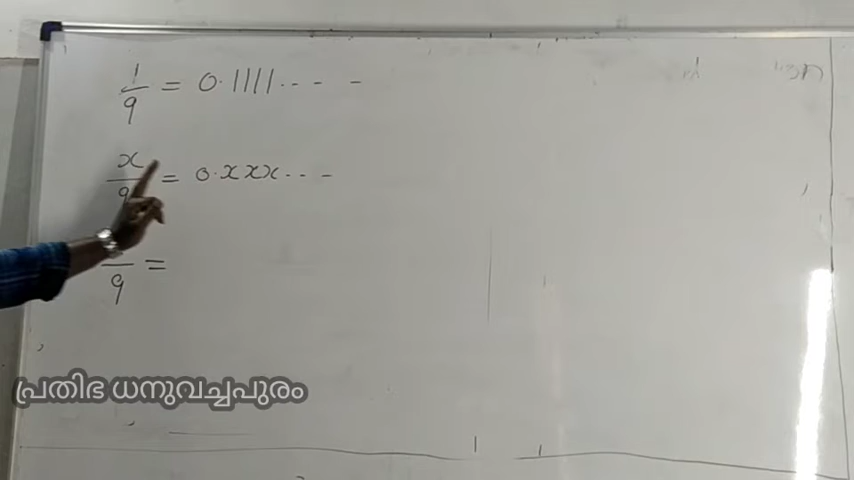 1/9 = 0.1111... - -
x/9 = 0.xxx... -
/9 =
പ്രതിഭ ധനുവച്ചപുരം